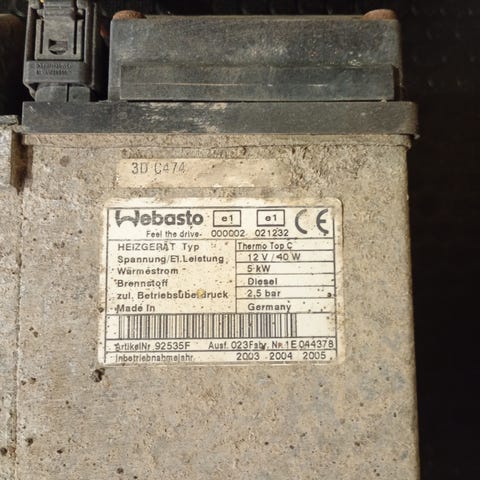 3D C474
Webasto e1 e1 CE
Feel the drive 000002 021232
HEIZGERÄT Typ Thermo Top C
Spannung/El.Leistung 12 V / 40 W
Wärmestrom 5 kW
Brennstoff Diesel
zul. Betriebsüberdruck 2,5 bar
Made in Germany
ArtikelNr. 92535F Ausf. 023 Fabr. Nr. 1E 044378
Inbetriebnahmejahr 2003 2004 2005